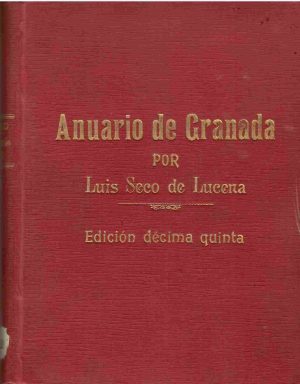 Anuario de Granada
POR
Luis Seco de Lucena
Edición décima quinta